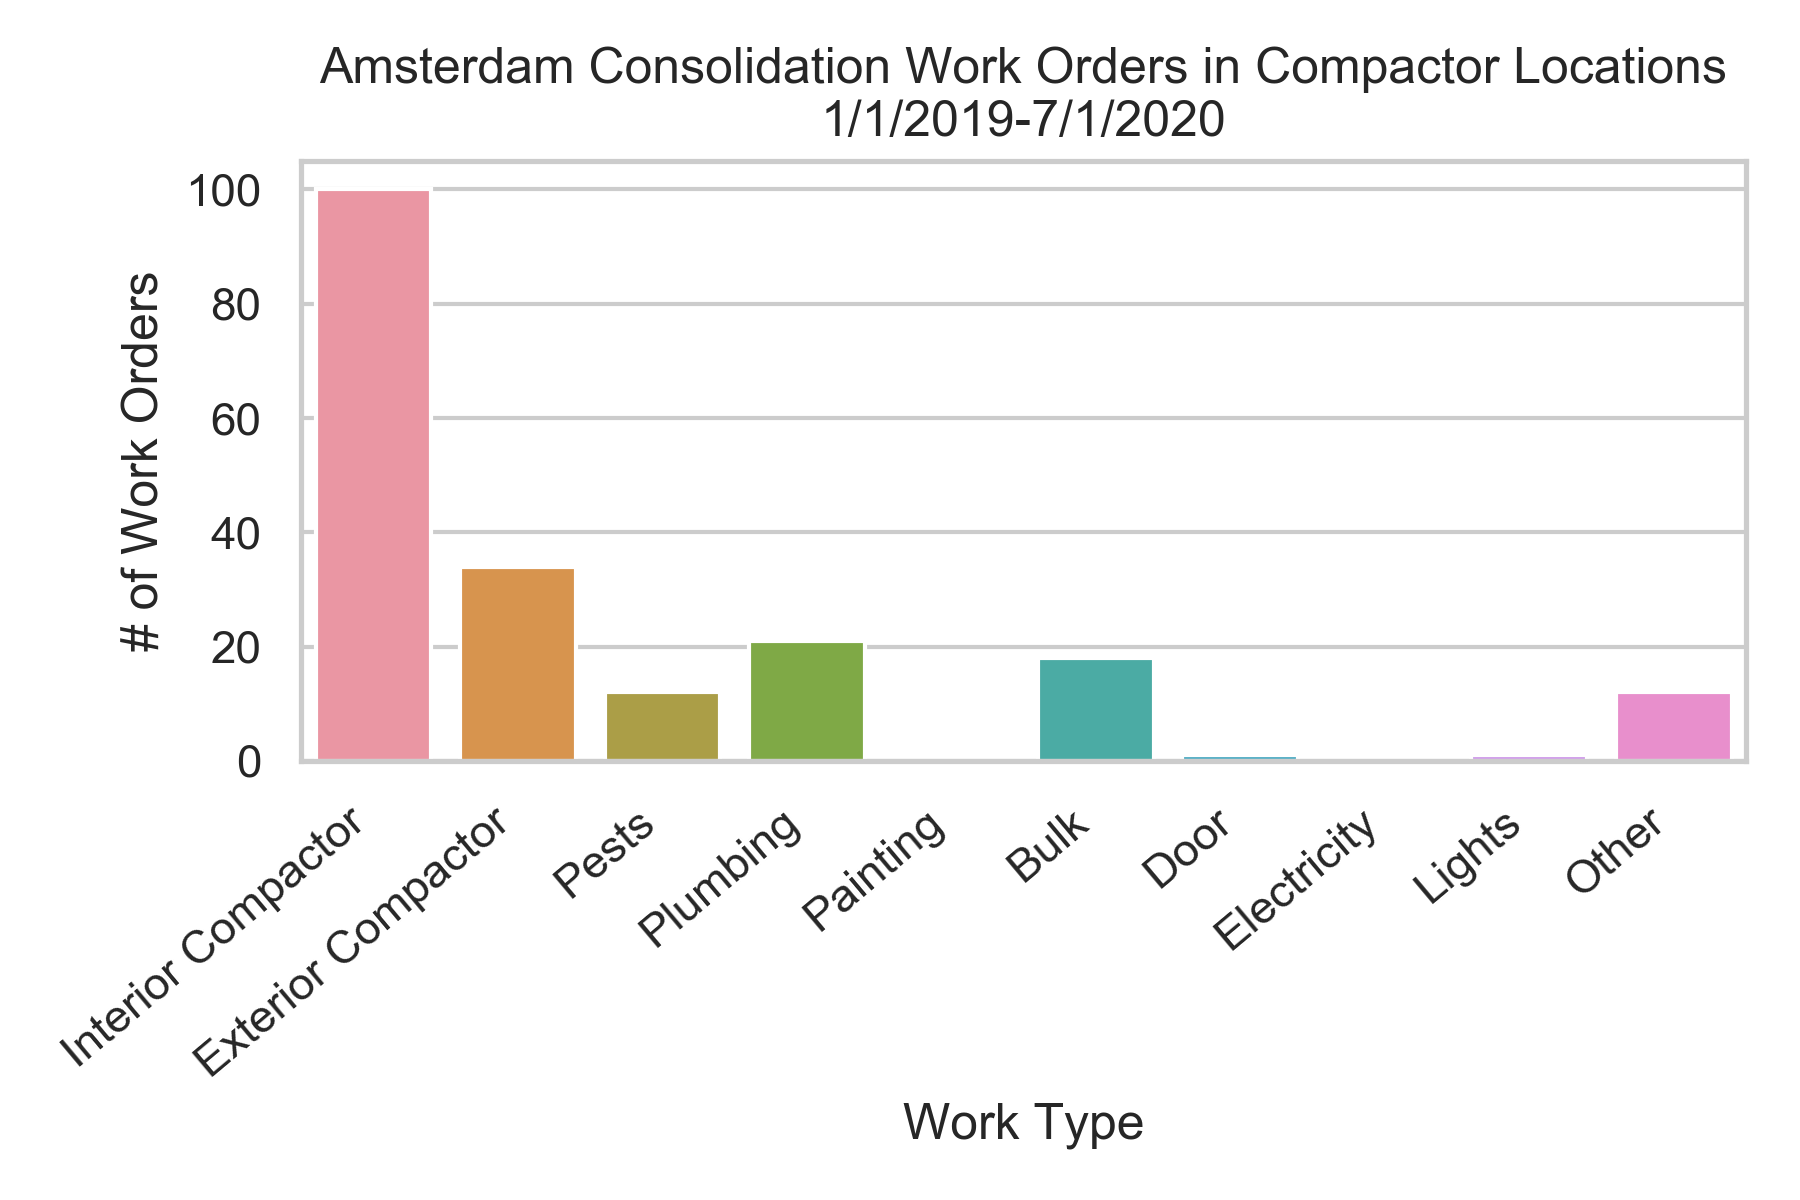 Amsterdam Consolidation Work Orders in Compactor Locations
1/1/2019-7/1/2020
# of Work Orders
100
80
60
40
20
0
Interior Compactor
Exterior Compactor
Pests
Plumbing
Painting
Bulk
Door
Electricity
Lights
Other
Work Type